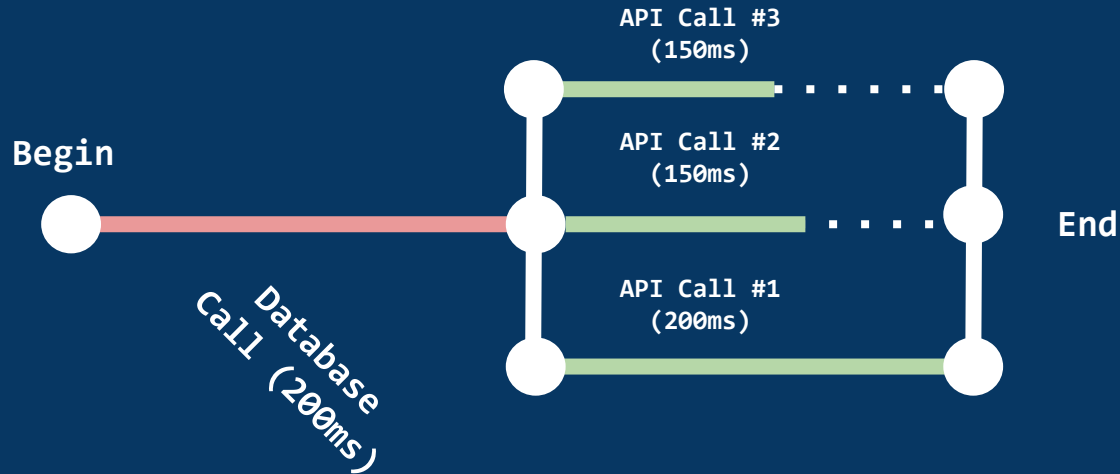 Begin
Database
Call (200ms)
API Call #3
(150ms)
API Call #2
(150ms)
API Call #1
(200ms)
End